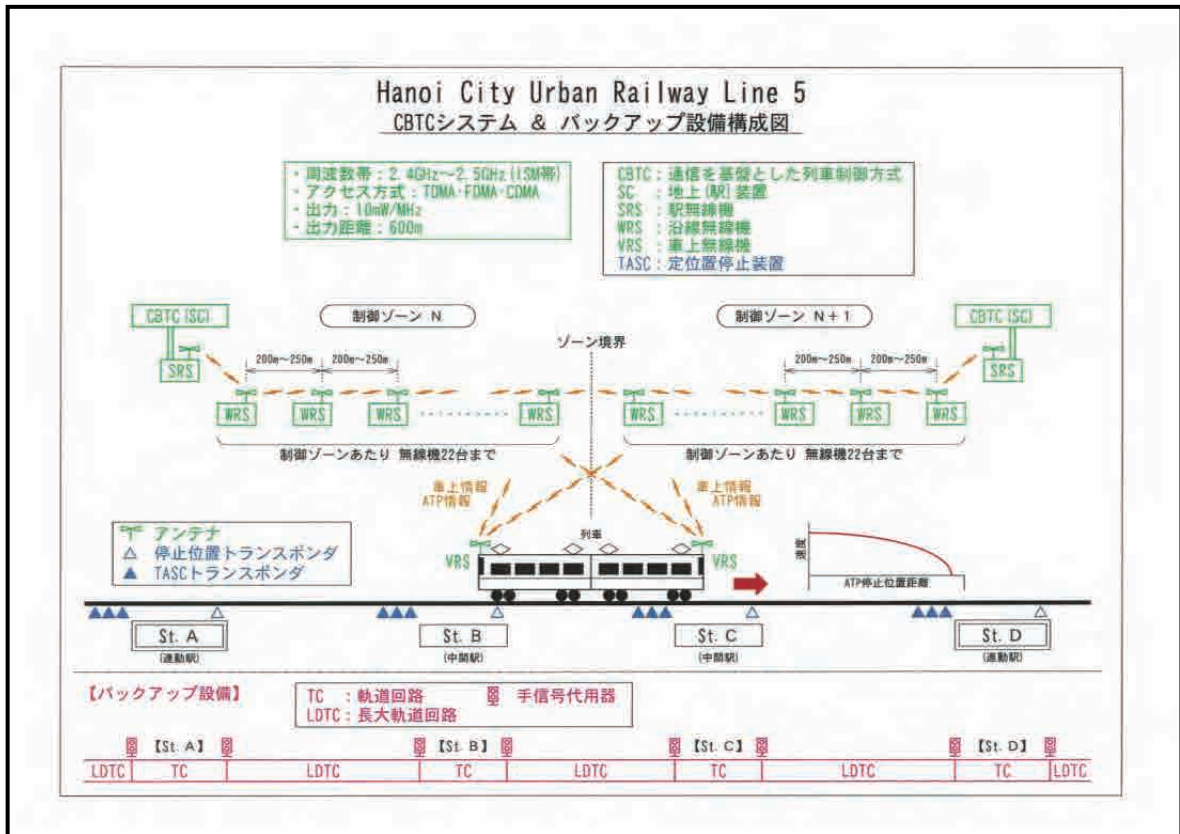 Hanoi City Urban Railway Line 5
CBTCシステム & バックアップ設備構成図
・周波数帯：2.4GHz～2.5GHz(ISM帯)
・アクセス方式：TDMA・FDMA・CDMA
・出力：10mW/MHz
・出力距離：600m
CBTC：通信を基盤とした列車制御方式
SC：地上(駅)装置
SRS：駅無線機
WRS：沿線無線機
VRS：車上無線機
TASC：定位置停止装置
CBTC(SC)
制御ゾーン N
制御ゾーン N+1
CBTC(SC)
ゾーン境界
SRS
200m～250m
200m～250m
200m～250m
200m～250m
SRS
WRS
WRS
WRS
WRS
WRS
WRS
WRS
WRS
制御ゾーンあたり 無線機22台まで
制御ゾーンあたり 無線機22台まで
車上情報
ATP情報
車上情報
ATP情報
アンテナ
停止位置トランスポンダ
TASCトランスポンダ
列車
VRS
VRS
速度
ATP停止位置距離
St. A
(連動駅)
St. B
(中間駅)
St. C
(中間駅)
St. D
(連動駅)
【バックアップ設備】
TC：軌道回路
手信号代用器
LDTC：長大軌道回路
【St. A】
【St. B】
【St. C】
【St. D】
LDTC
TC
LDTC
TC
LDTC
TC
LDTC
TC
LDTC